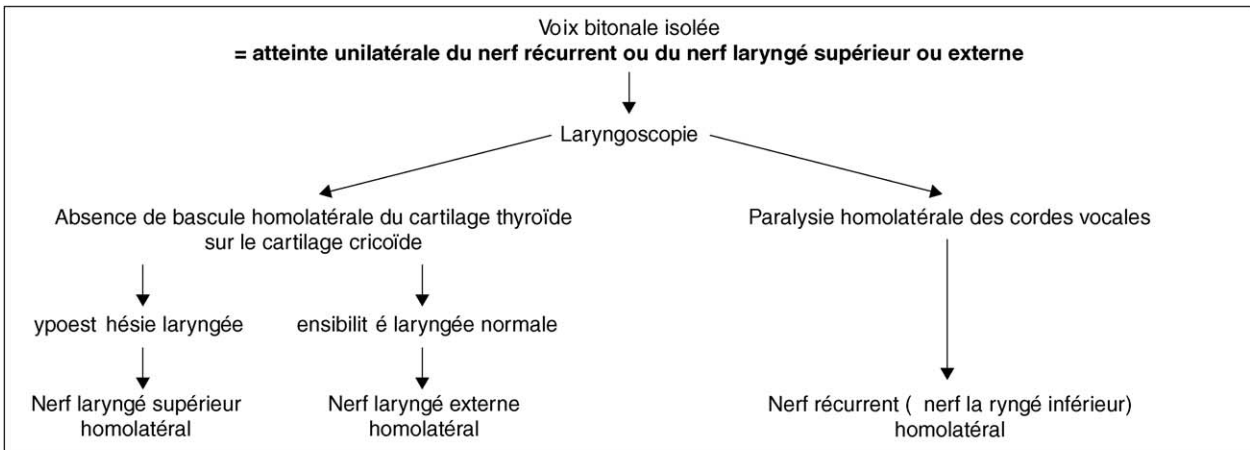 Voix bitonale isolée
= atteinte unilatérale du nerf récurrent ou du nerf laryngé supérieur ou externe
Laryngoscopie
Absence de bascule homolatérale du cartilage thyroïde
sur le cartilage cricoïde
Paralysie homolatérale des cordes vocales
ypoest hésie laryngée
ensibilit é laryngée normale
Nerf laryngé supérieur
homolatéral
Nerf laryngé externe
homolatéral
Nerf récurrent ( nerf la ryngé inférieur)
homolatéral